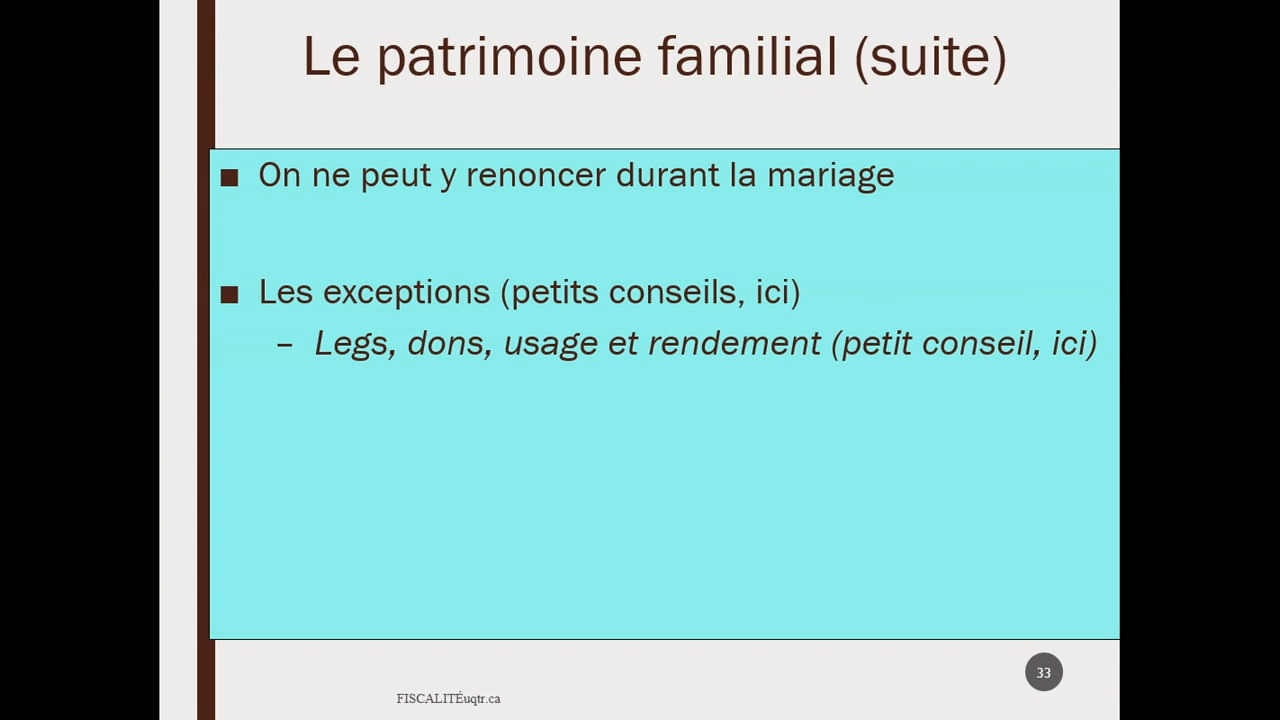 Le patrimoine familial (suite)
■ On ne peut y renoncer durant la mariage
■ Les exceptions (petits conseils, ici)
– Legs, dons, usage et rendement (petit conseil, ici)
33
FISCALITÉuqtr.ca